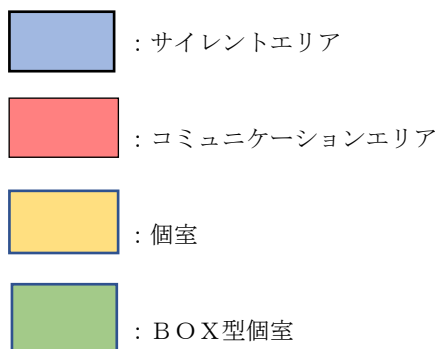 ：サイレントエリア
：コミュニケーションエリア
：個室
：ＢＯＸ型個室